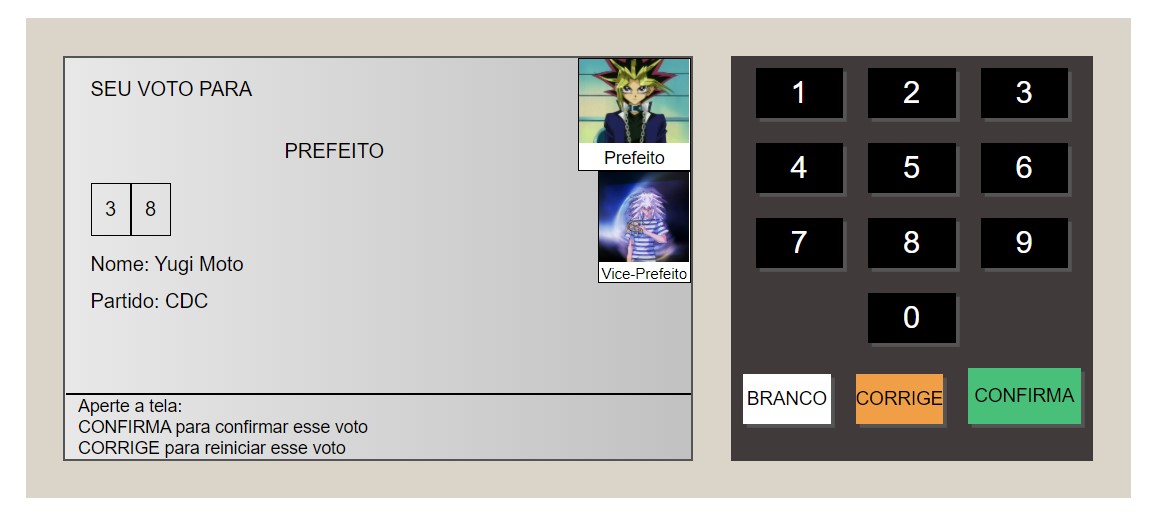 SEU VOTO PARA
PREFEITO
3 8
Nome: Yugi Moto
Partido: CDC
Prefeito
Vice-Prefeito
Aperte a tela:
CONFIRMA para confirmar esse voto
CORRIGE para reiniciar esse voto
1 2 3
4 5 6
7 8 9
0
BRANCO CORRIGE CONFIRMA